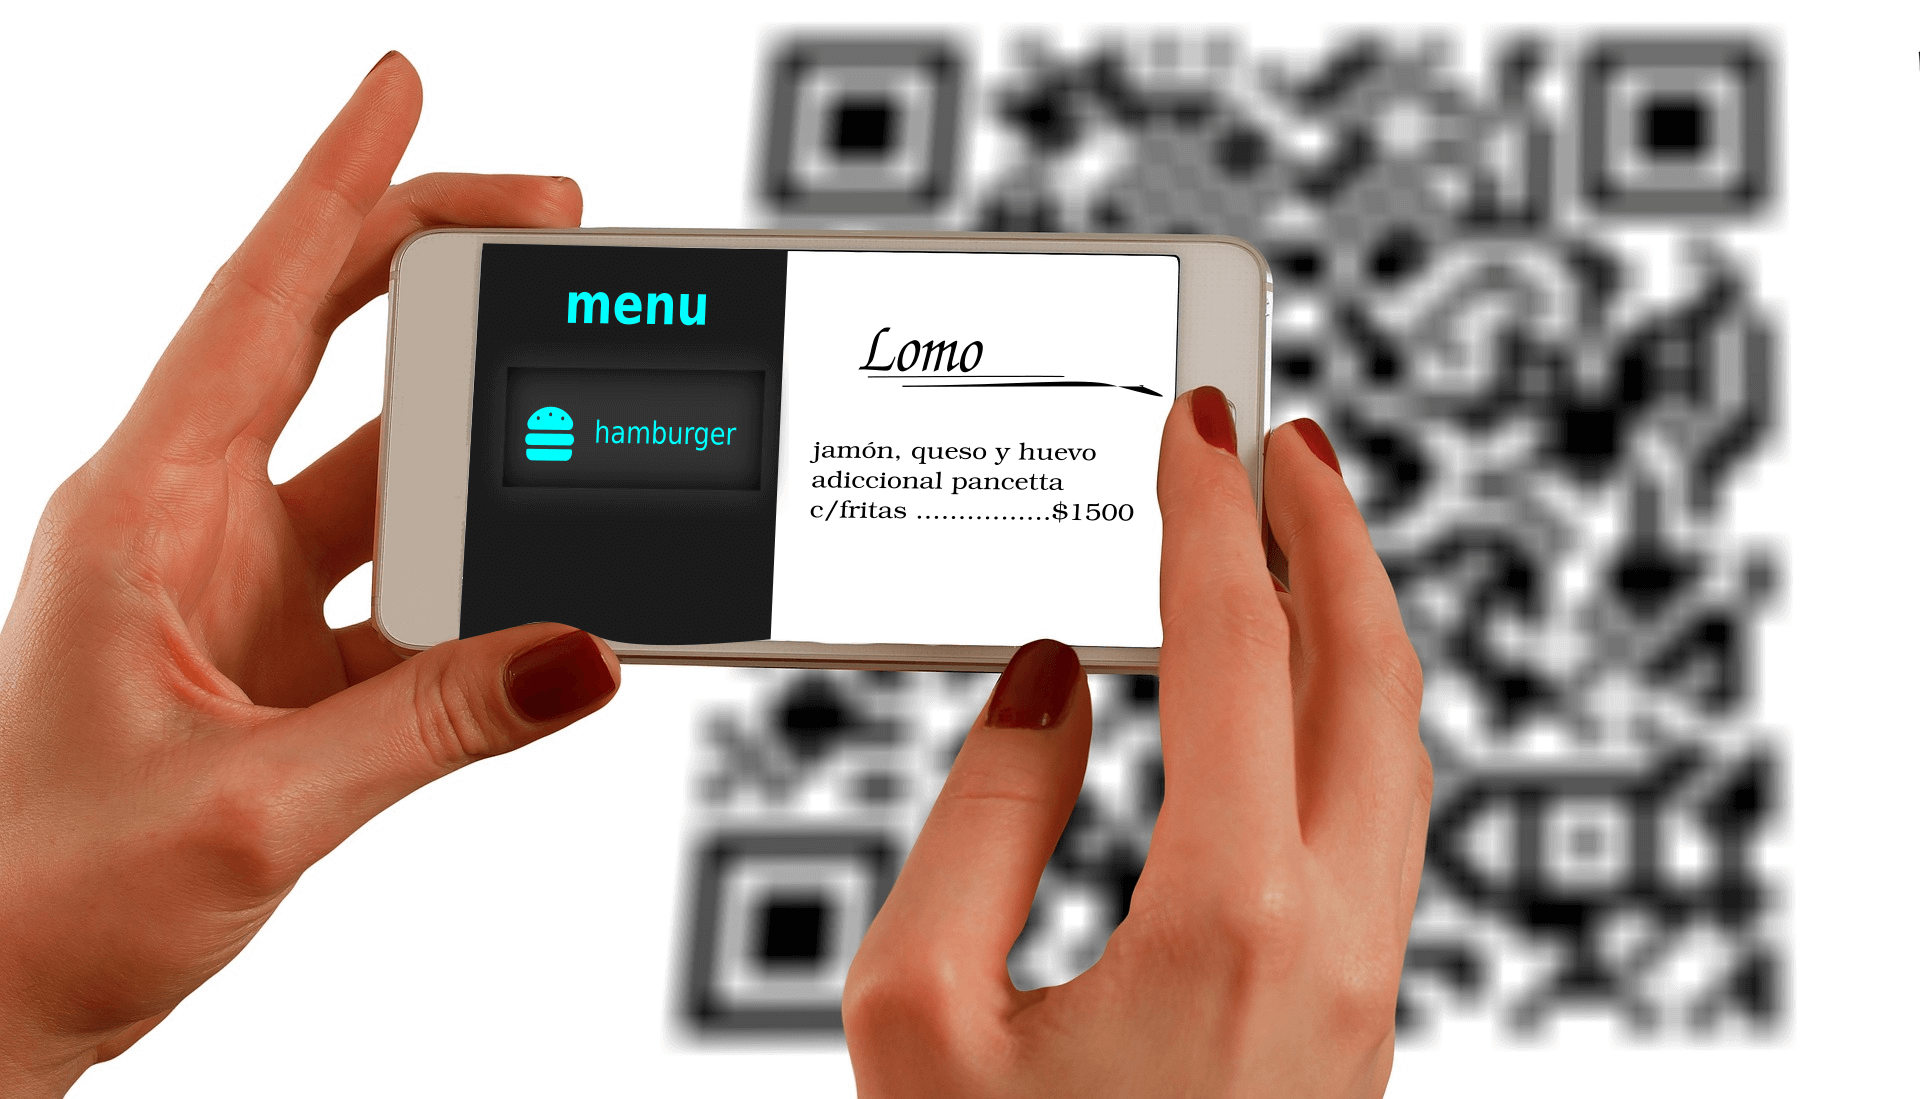 menu
hamburger
Lomo
jamón, queso y huevo
adiccional pancetta
c/fritas ................$1500